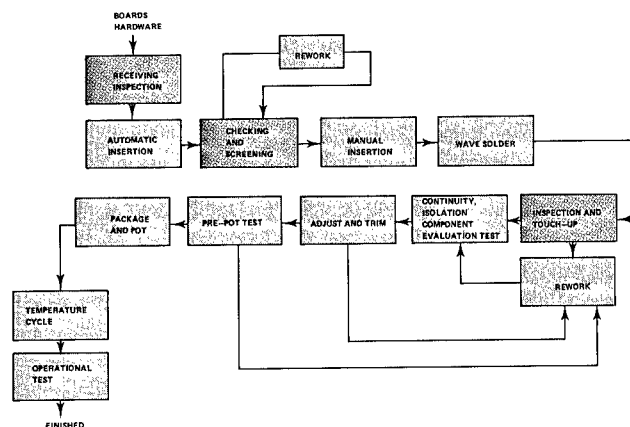 BOARDS
HARDWARE
RECEIVING
INSPECTION
REWORK
AUTOMATIC
INSERTION
CHECKING
AND
SCREENING
MANUAL
INSERTION
WAVE SOLDER
PACKAGE
AND POT
PRE-POT TEST
ADJUST AND TRIM
CONTINUITY,
ISOLATION
COMPONENT
EVALUATION TEST
INSPECTION AND
TOUCH-UP
REWORK
TEMPERATURE
CYCLE
OPERATIONAL
TEST
FINISHED